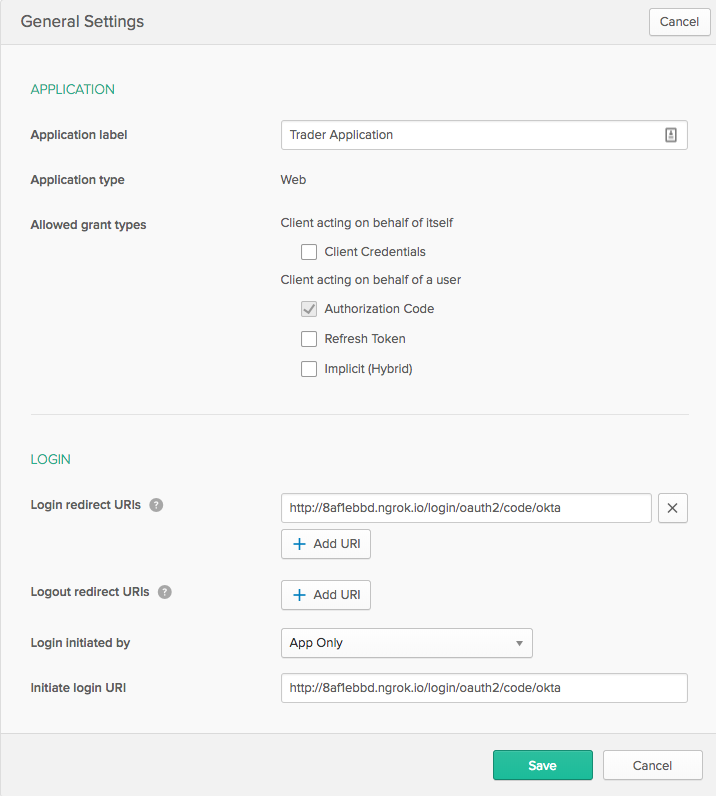 General Settings
Cancel
APPLICATION
Application label
Trader Application
Application type
Web
Allowed grant types
Client acting on behalf of itself
Client Credentials
Client acting on behalf of a user
Authorization Code
Refresh Token
Implicit (Hybrid)
LOGIN
Login redirect URIs ?
http://8af1ebbd.ngrok.io/login/oauth2/code/okta
+ Add URI
Logout redirect URIs ?
+ Add URI
Login initiated by
App Only
Initiate login URI
http://8af1ebbd.ngrok.io/login/oauth2/code/okta
Save
Cancel